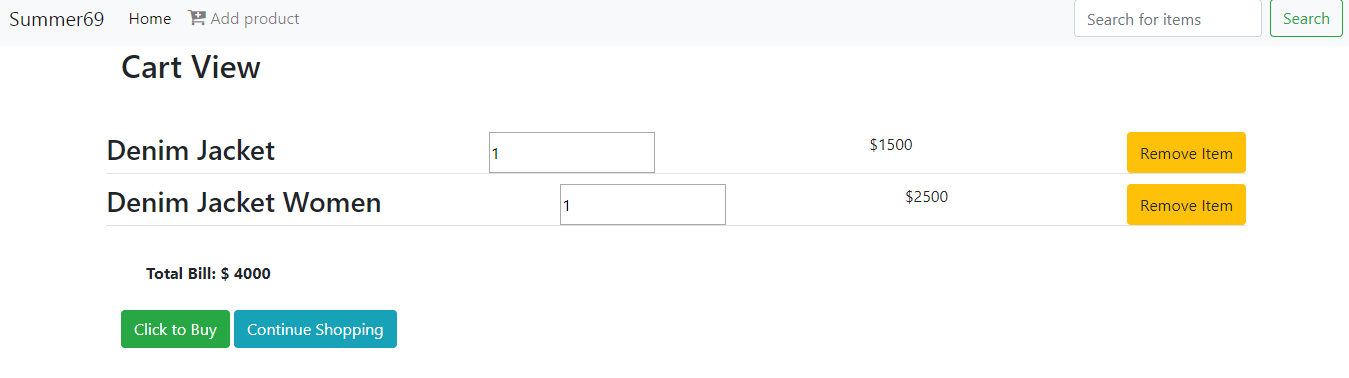 Summer69 Home Add product Search for items Search
Cart View
Denim Jacket 1 $1500 Remove Item
Denim Jacket Women 1 $2500 Remove Item
Total Bill: $ 4000
Click to Buy Continue Shopping